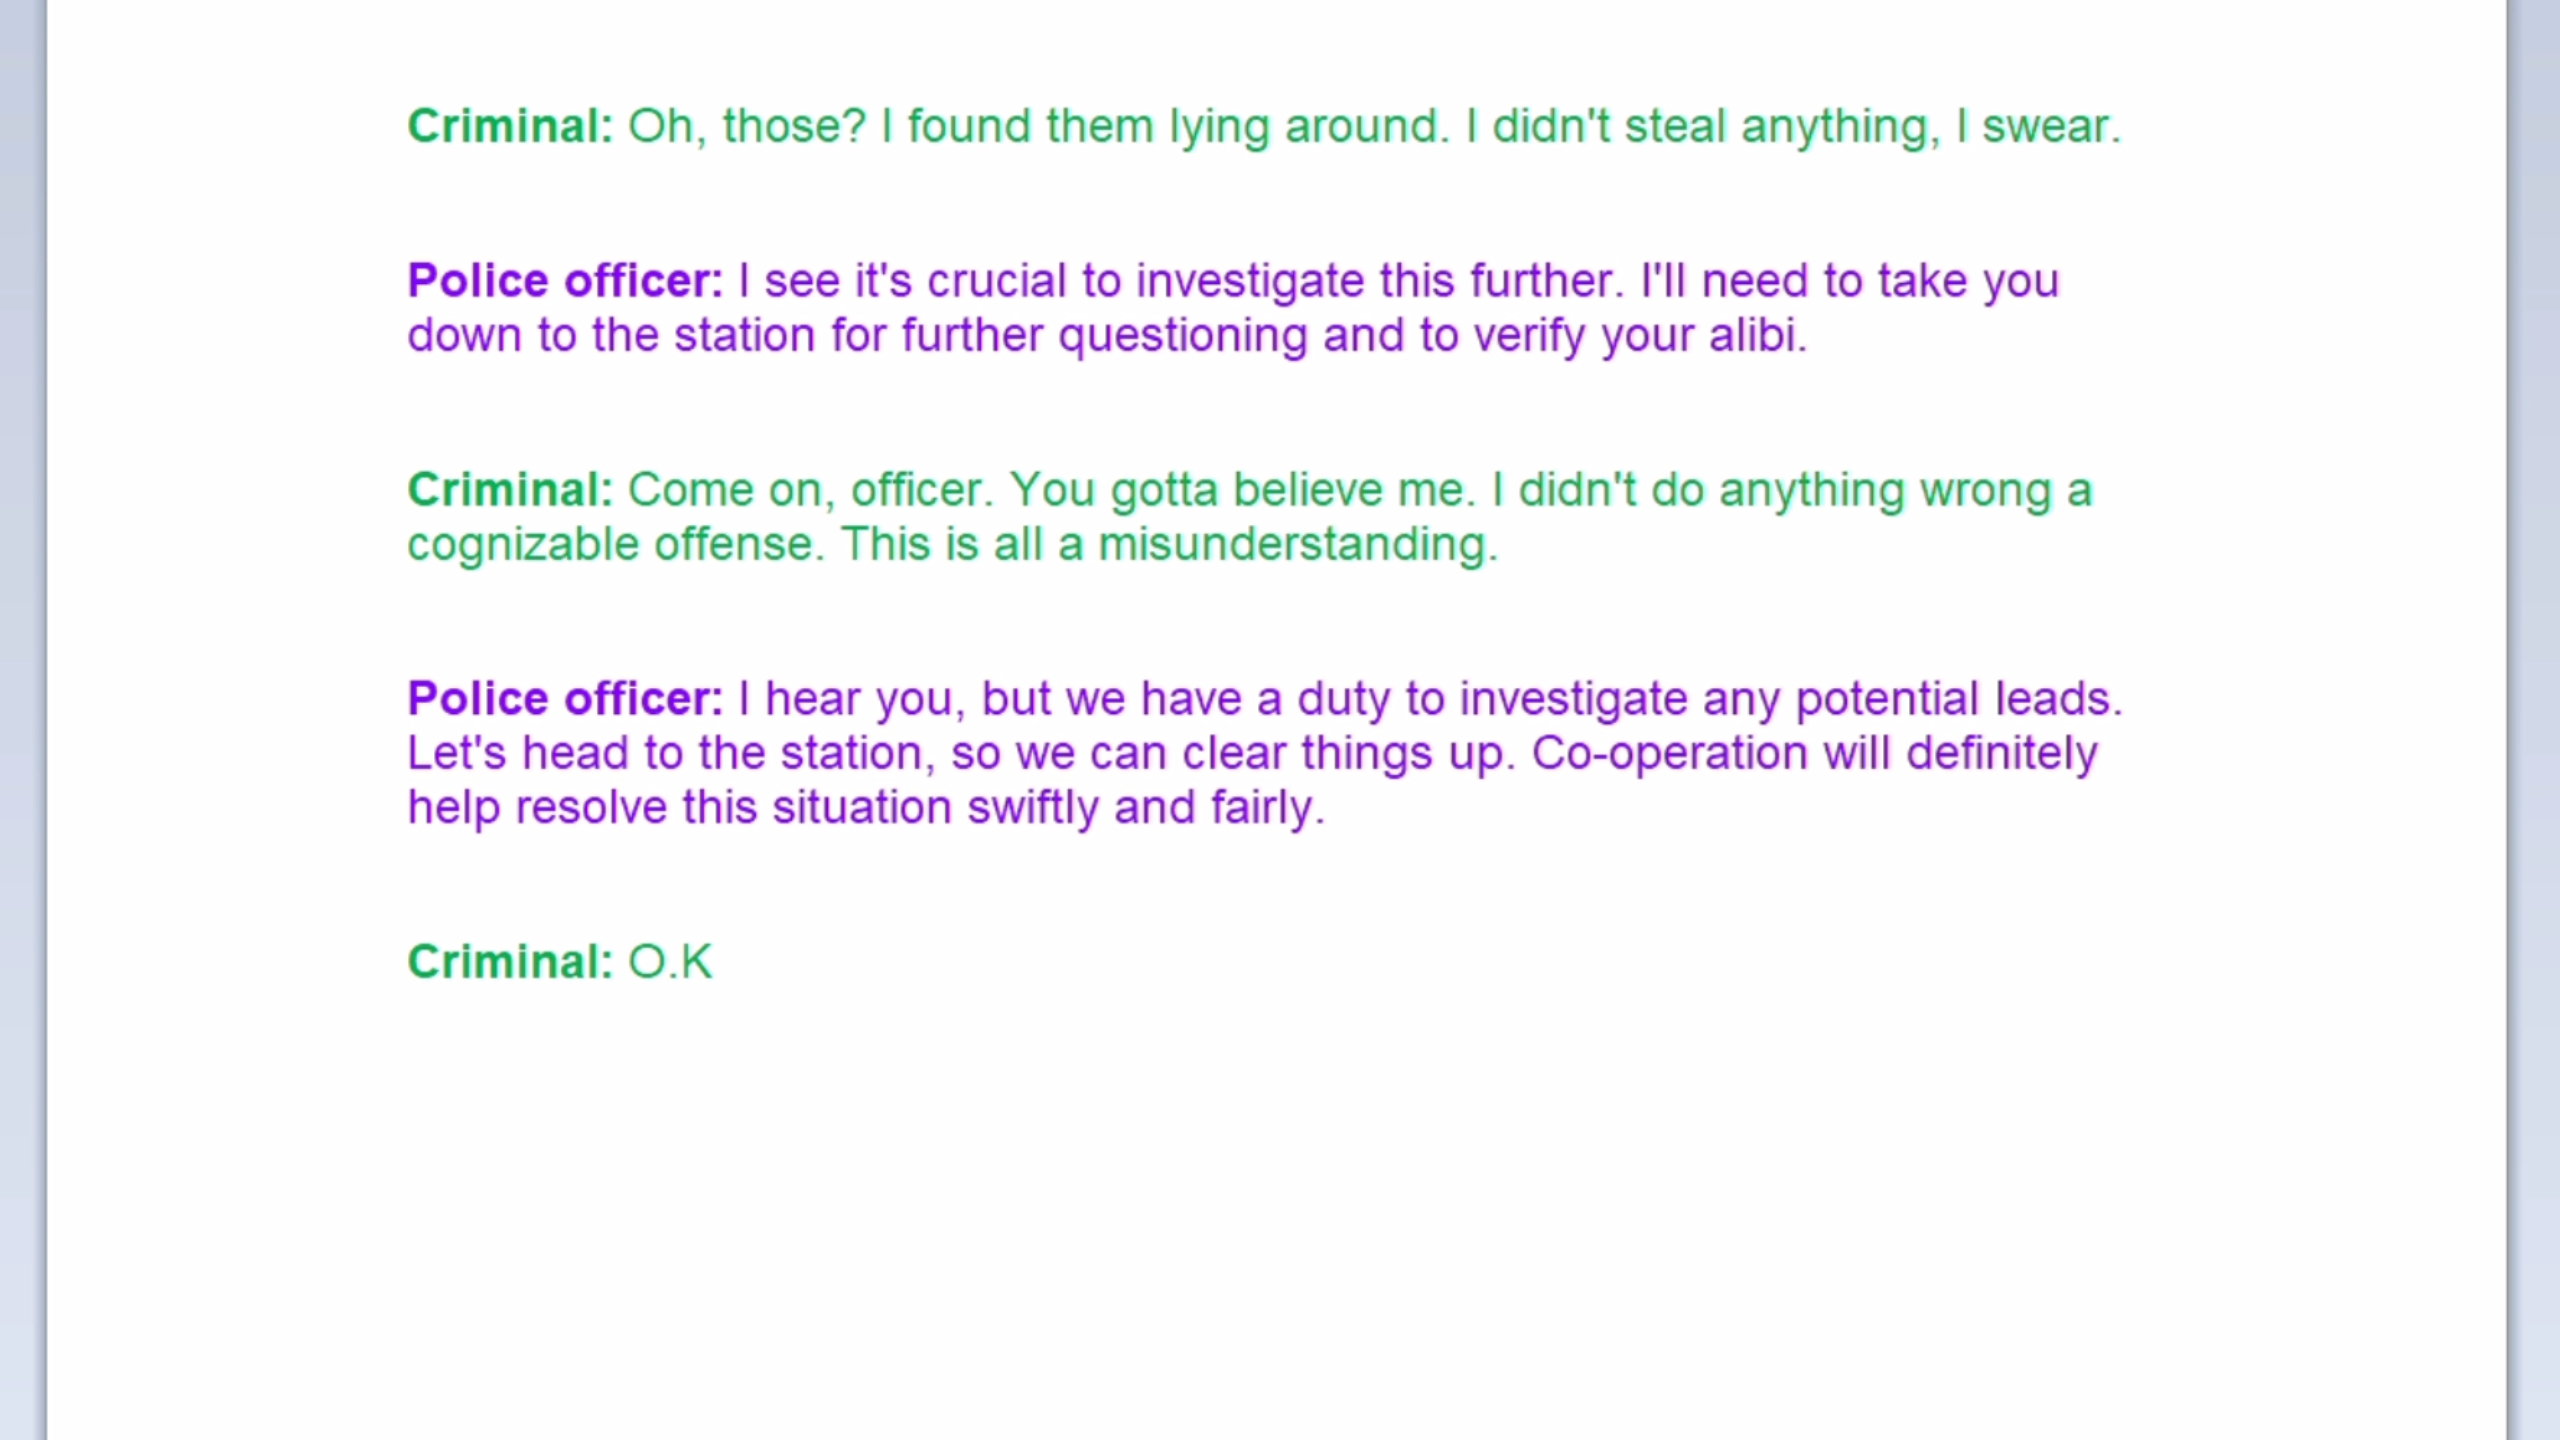 Criminal: Oh, those? I found them lying around. I didn't steal anything, I swear.
Police officer: I see it's crucial to investigate this further. I'll need to take you
down to the station for further questioning and to verify your alibi.
Criminal: Come on, officer. You gotta believe me. I didn't do anything wrong a
cognizable offense. This is all a misunderstanding.
Police officer: I hear you, but we have a duty to investigate any potential leads.
Let's head to the station, so we can clear things up. Co-operation will definitely
help resolve this situation swiftly and fairly.
Criminal: O.K